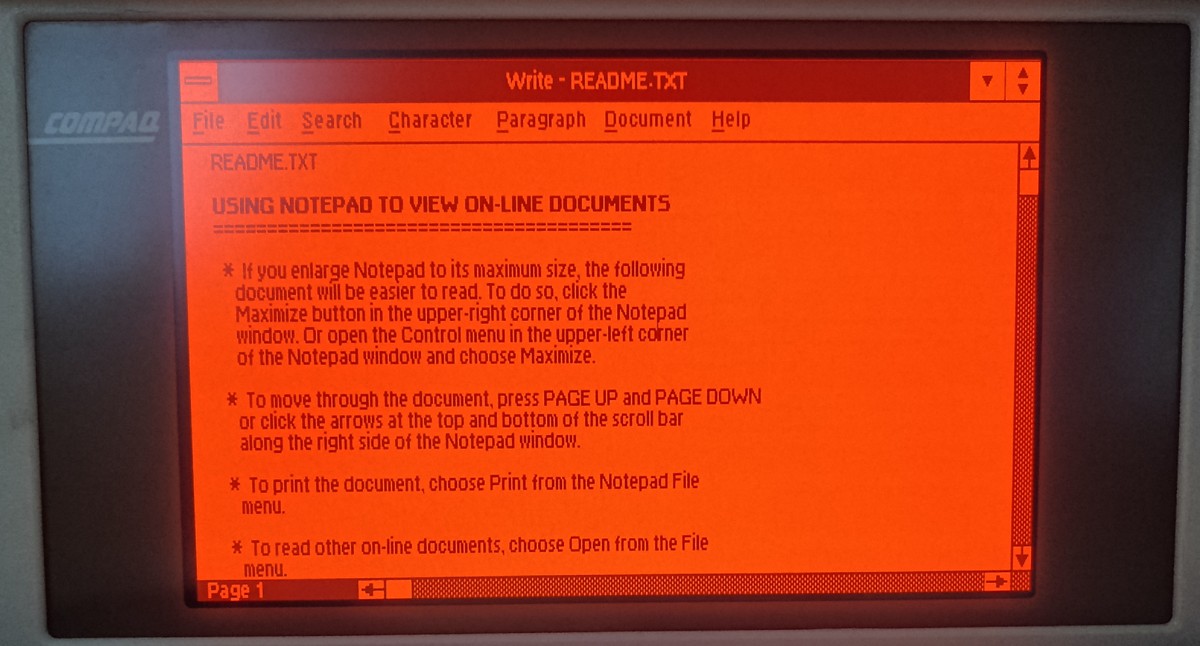 Write - README.TXT
COMPAQ
File Edit Search Character Paragraph Document Help
README.TXT
USING NOTEPAD TO VIEW ON-LINE DOCUMENTS
=======================================
* If you enlarge Notepad to its maximum size, the following
document will be easier to read. To do so, click the
Maximize button in the upper-right corner of the Notepad
window. Or open the Control menu in the upper-left corner
of the Notepad window and choose Maximize.
* To move through the document, press PAGE UP and PAGE DOWN
or click the arrows at the top and bottom of the scroll bar
along the right side of the Notepad window.
* To print the document, choose Print from the Notepad File
menu.
* To read other on-line documents, choose Open from the File
menu.
Page 1